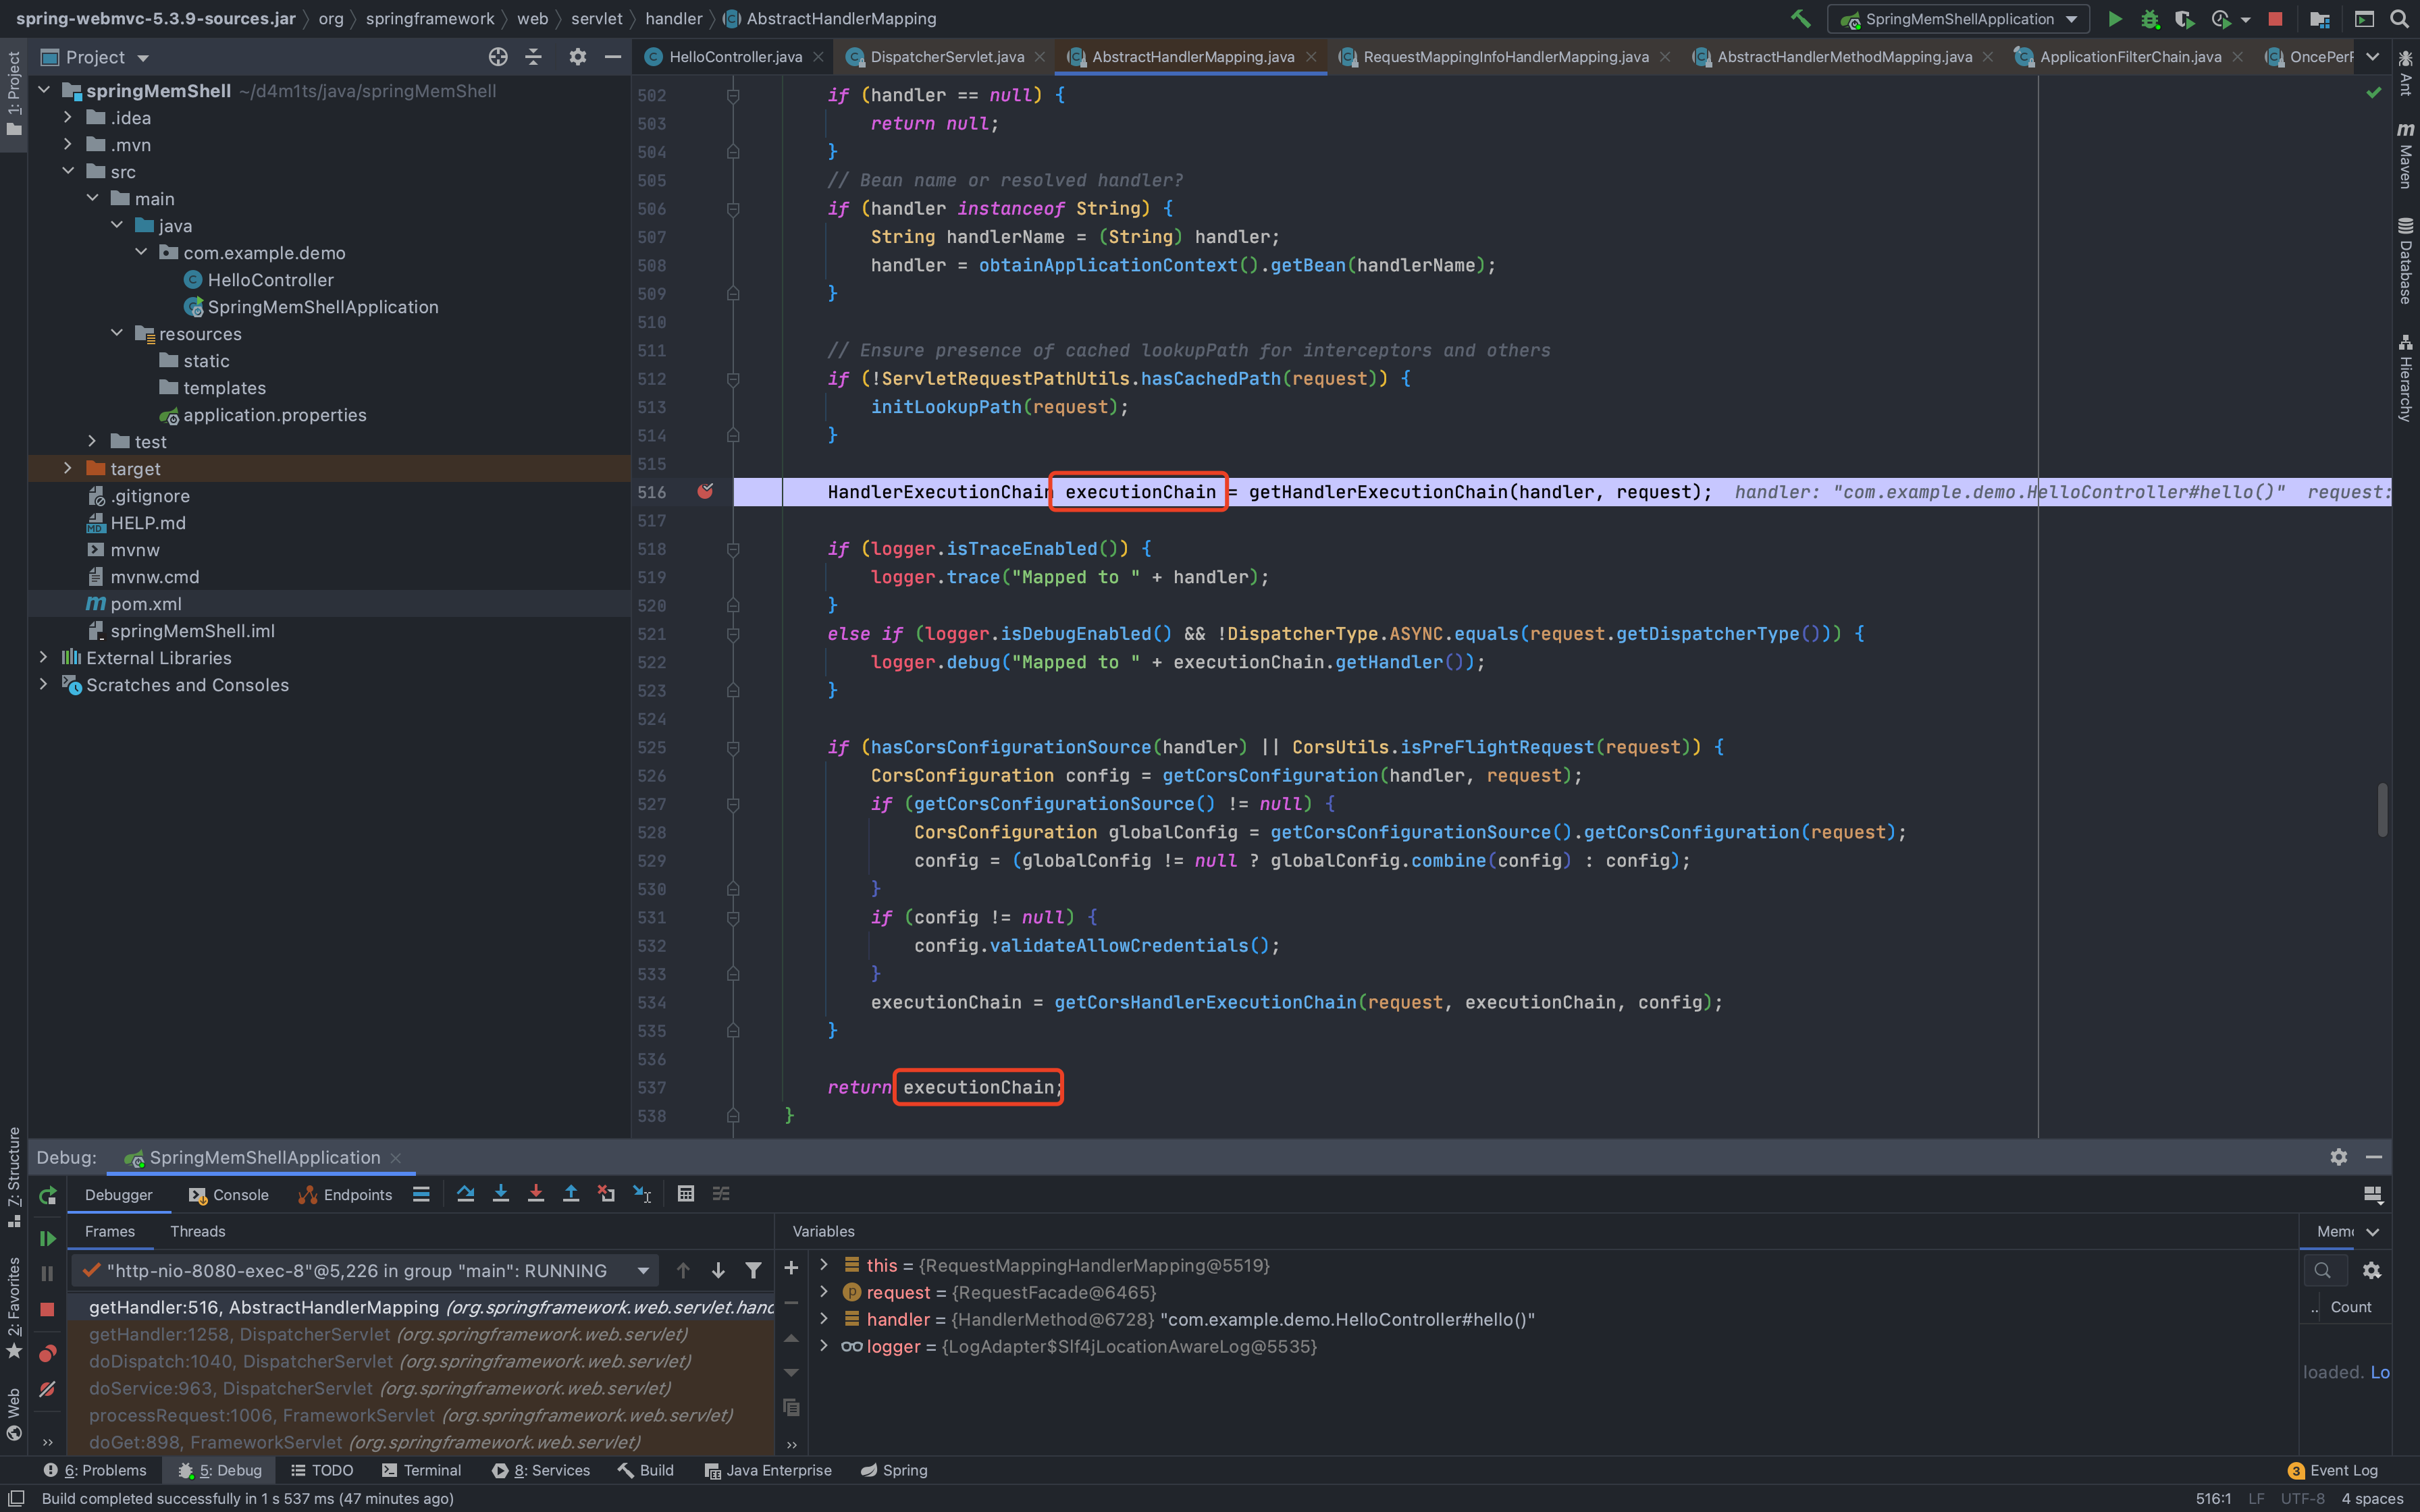 spring-webmvc-5.3.9-sources.jar org springframework web servlet handler AbstractHandlerMapping
SpringMemShellApplication
1: Project
Project
HelloController.java
DispatcherServlet.java
AbstractHandlerMapping.java
RequestMappingInfoHandlerMapping.java
AbstractHandlerMethodMapping.java
ApplicationFilterChain.java
OncePerF
springMemShell ~/d4m1ts/java/springMemShell
.idea
.mvn
src
main
java
com.example.demo
HelloController
SpringMemShellApplication
resources
static
templates
application.properties
test
target
.gitignore
HELP.md
mvnw
mvnw.cmd
pom.xml
springMemShell.iml
External Libraries
Scratches and Consoles
502 if (handler == null) {
503 return null;
504 }
505 // Bean name or resolved handler?
506 if (handler instanceof String) {
507 String handlerName = (String) handler;
508 handler = obtainApplicationContext().getBean(handlerName);
509 }
510
511 // Ensure presence of cached lookupPath for interceptors and others
512 if (!ServletRequestPathUtils.hasCachedPath(request)) {
513 initLookupPath(request);
514 }
515
516 HandlerExecutionChain executionChain = getHandlerExecutionChain(handler, request); handler: "com.example.demo.HelloController#hello()" request:
517
518 if (logger.isTraceEnabled()) {
519 logger.trace("Mapped to " + handler);
520 }
521 else if (logger.isDebugEnabled() && !DispatcherType.ASYNC.equals(request.getDispatcherType())) {
522 logger.debug("Mapped to " + executionChain.getHandler());
523 }
524
525 if (hasCorsConfigurationSource(handler) || CorsUtils.isPreFlightRequest(request)) {
526 CorsConfiguration config = getCorsConfiguration(handler, request);
527 if (getCorsConfigurationSource() != null) {
528 CorsConfiguration globalConfig = getCorsConfigurationSource().getCorsConfiguration(request);
529 config = (globalConfig != null ? globalConfig.combine(config) : config);
530 }
531 if (config != null) {
532 config.validateAllowCredentials();
533 }
534 executionChain = getCorsHandlerExecutionChain(request, executionChain, config);
535 }
536
537 return executionChain;
538 }
Ant
Maven
Database
Hierarchy
Z: Structure
2: Favorites
Web
Debug: SpringMemShellApplication
Debugger Console Endpoints
Frames Threads
Variables
Memo
"http-nio-8080-exec-8"@5,226 in group "main": RUNNING
getHandler:516, AbstractHandlerMapping (org.springframework.web.servlet.hand
getHandler:1258, DispatcherServlet (org.springframework.web.servlet)
doDispatch:1040, DispatcherServlet (org.springframework.web.servlet)
doService:963, DispatcherServlet (org.springframework.web.servlet)
processRequest:1006, FrameworkServlet (org.springframework.web.servlet)
doGet:898, FrameworkServlet (org.springframework.web.servlet)
this = {RequestMappingHandlerMapping@5519}
request = {RequestFacade@6465}
handler = {HandlerMethod@6728} "com.example.demo.HelloController#hello()"
logger = {LogAdapter$Slf4jLocationAwareLog@5535}
.. Count
loaded. Lo
6: Problems 5: Debug TODO Terminal 8: Services Build Java Enterprise Spring 3 Event Log
Build completed successfully in 1 s 537 ms (47 minutes ago) 516:1 LF UTF-8 4 spaces